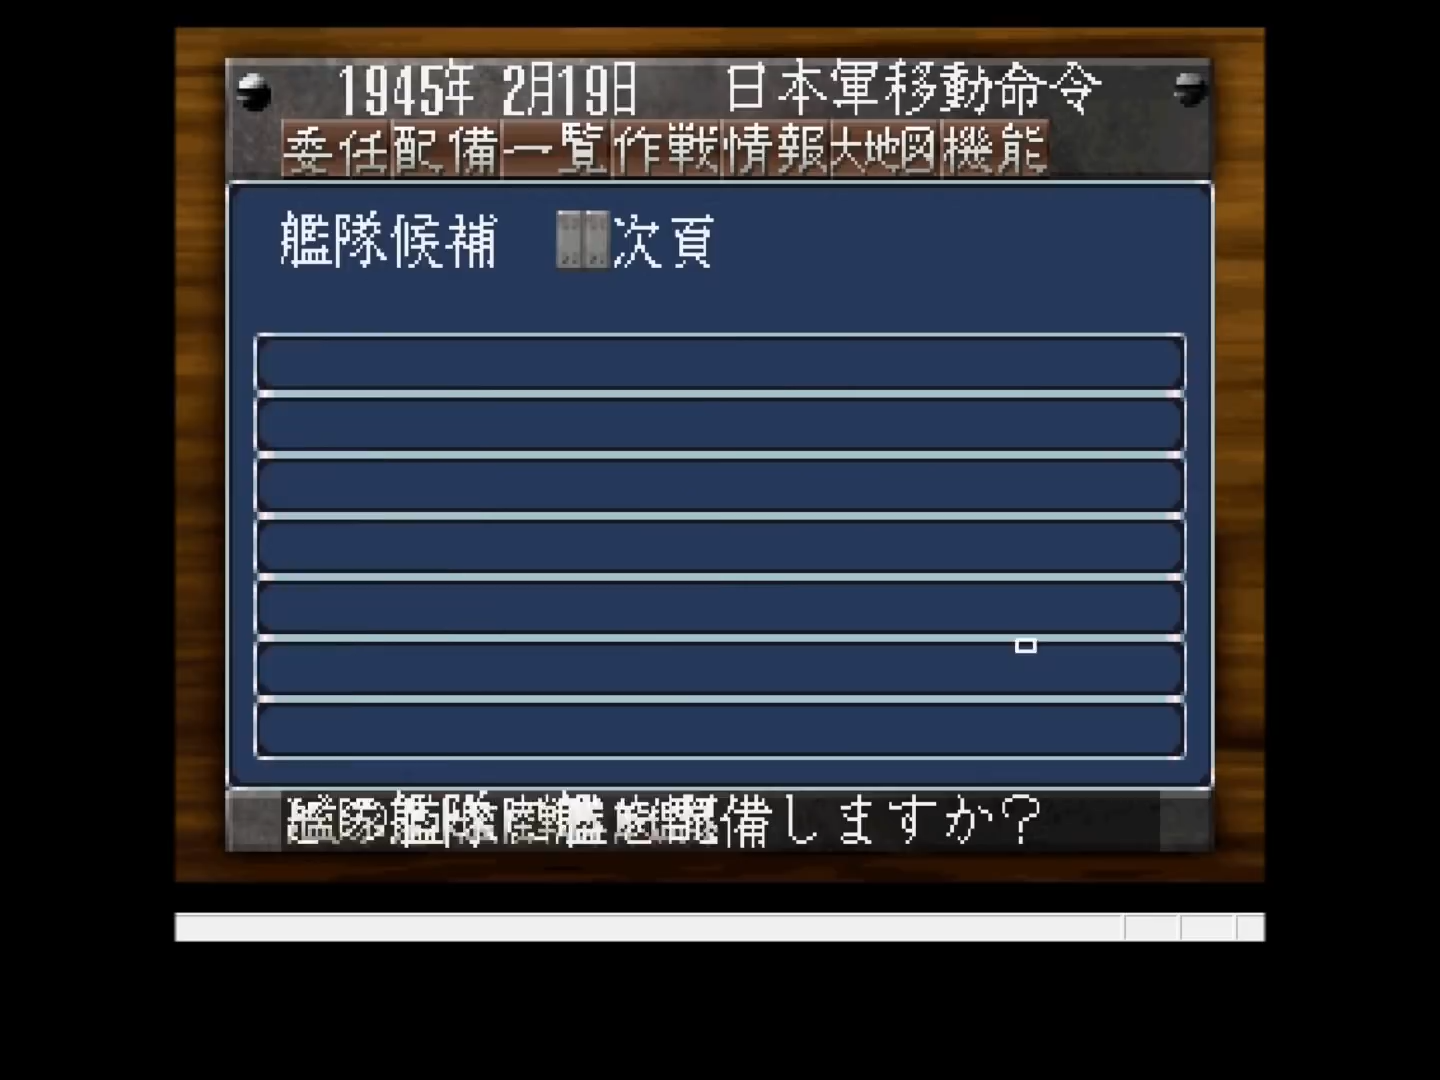 1945年 2月19日 日本軍移動命令
委任 配備 一覧 作戦 情報 大地図 機能
艦隊候補 次頁
備しますか？